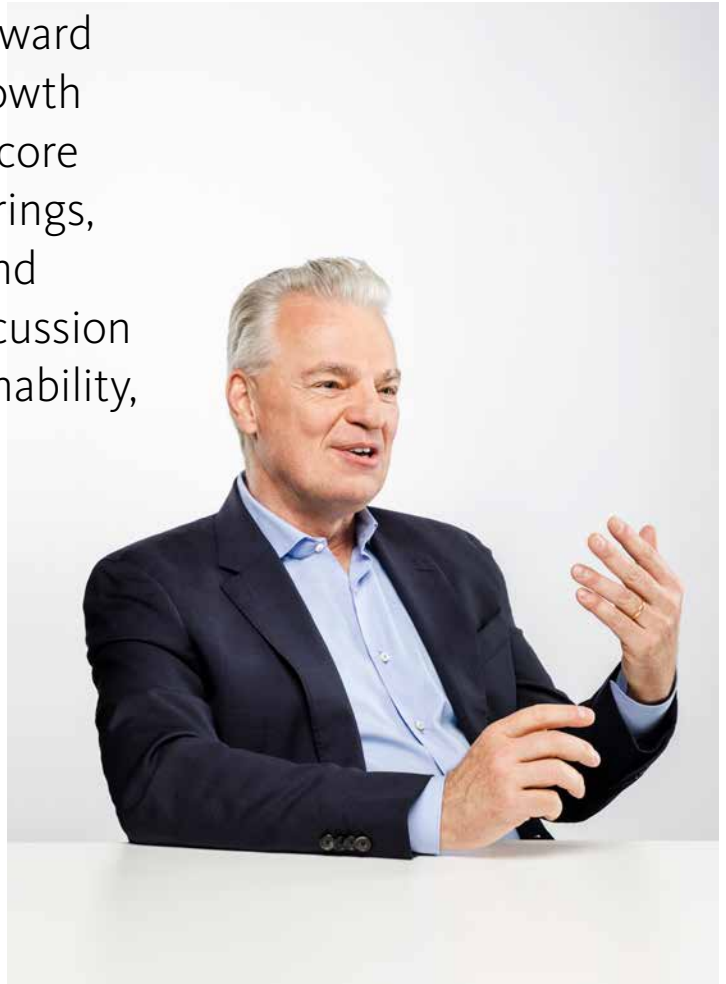 ward
owth
core
rings,
nd
cussion
nability,